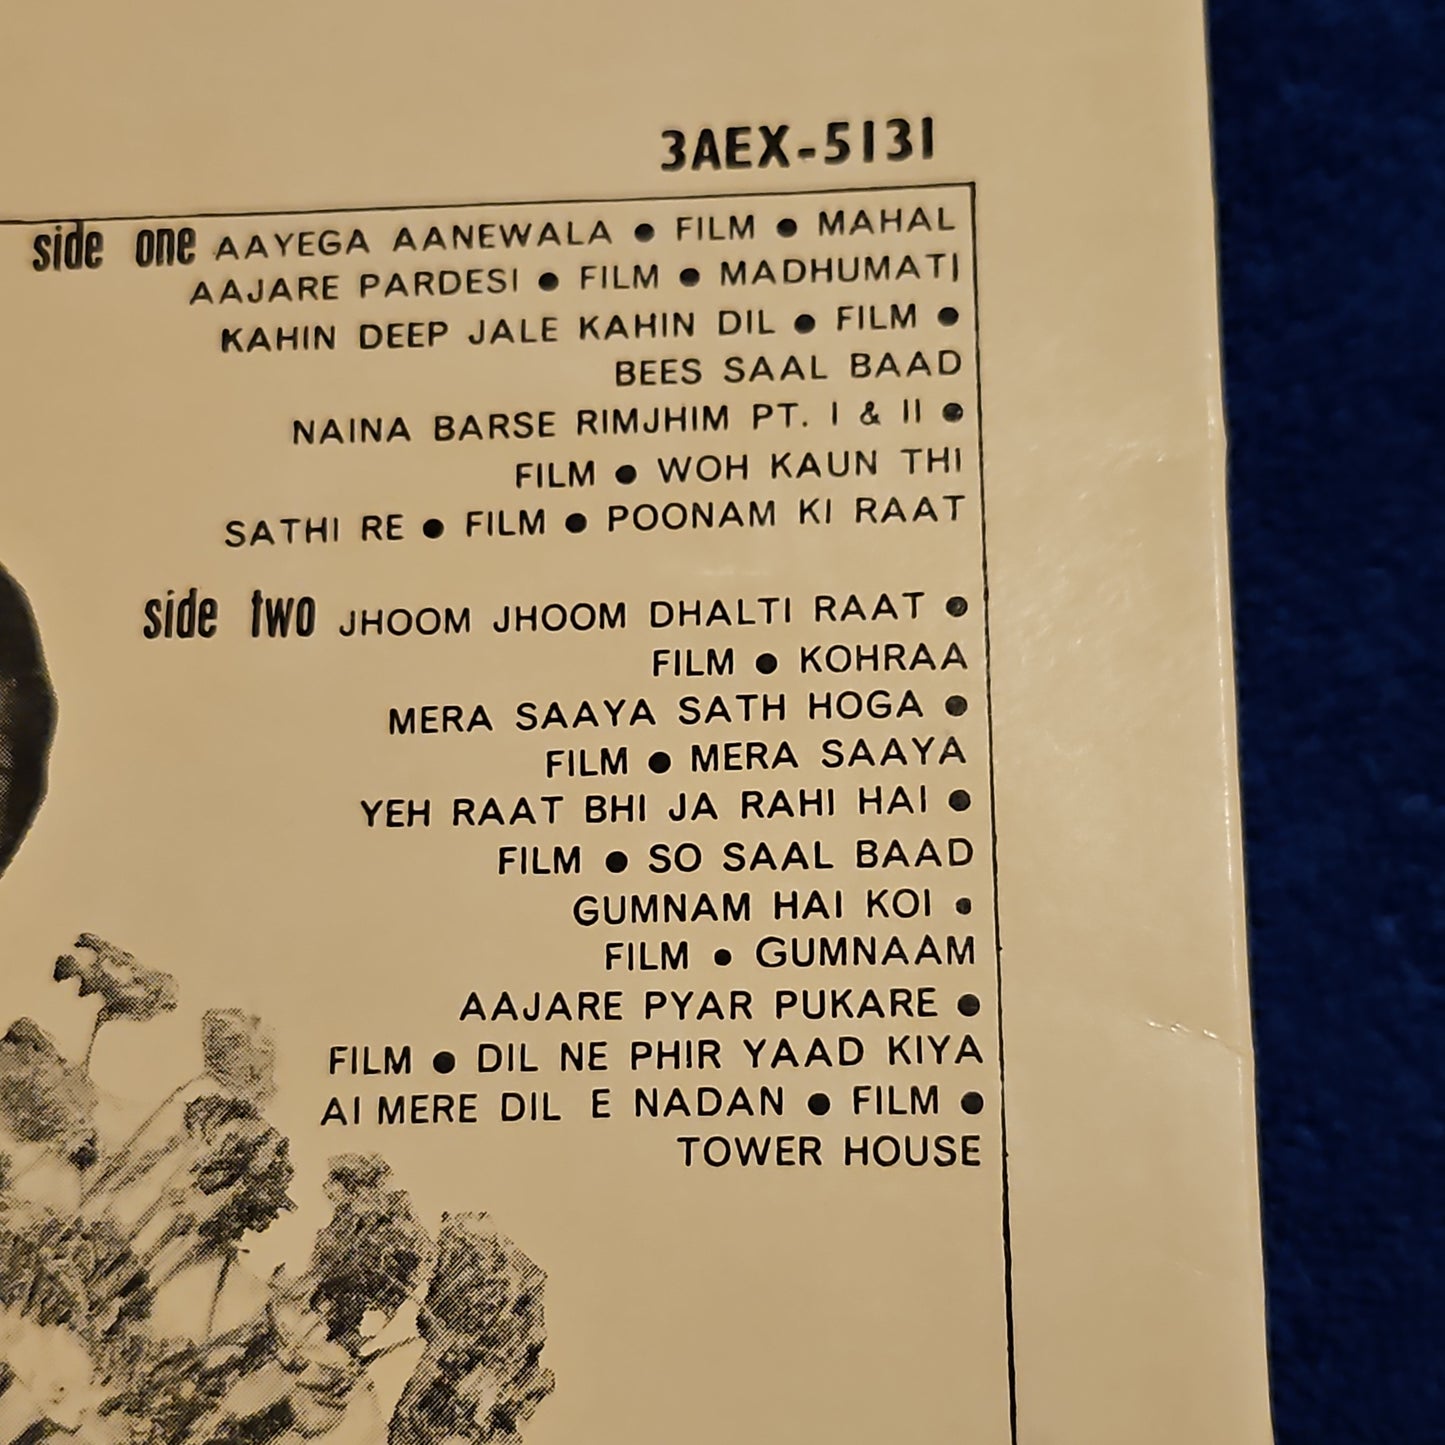 3AEX-5131
side one AAYEGA AANEWALA ● FILM ● MAHAL
AAJARE PARDESI ● FILM ● MADHUMATI
KAHIN DEEP JALE KAHIN DIL ● FILM ●
BEES SAAL BAAD
NAINA BARSE RIMJHIM PT. I & II ●
FILM ● WOH KAUN THI
SATHI RE ● FILM ● POONAM KI RAAT
side two JHOOM JHOOM DHALTI RAAT ●
FILM ● KOHRAA
MERA SAAYA SATH HOGA ●
FILM ● MERA SAAYA
YEH RAAT BHI JA RAHI HAI ●
FILM ● SO SAAL BAAD
GUMNAM HAI KOI ●
FILM ● GUMNAAM
AAJARE PYAR PUKARE ●
FILM ● DIL NE PHIR YAAD KIYA
AI MERE DIL E NADAN ● FILM ●
TOWER HOUSE